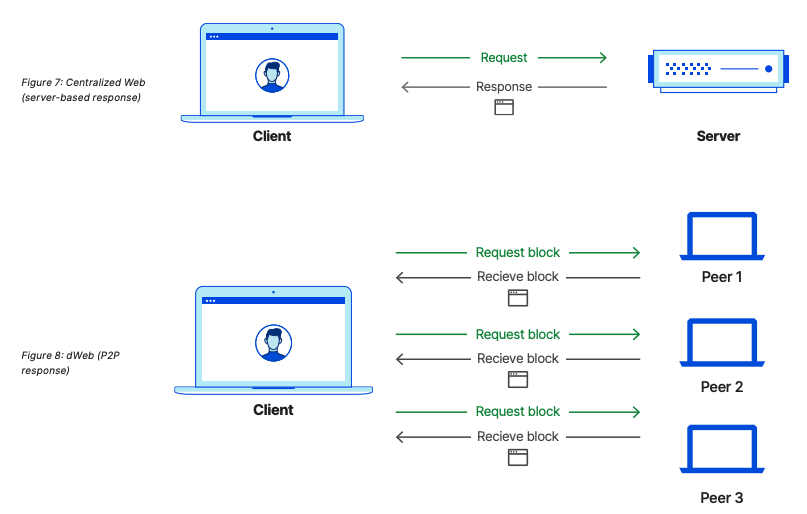 Figure 7: Centralized Web
(server-based response)
Request
Response
Client
Server
Request block
Recieve block
Peer 1
Request block
Recieve block
Peer 2
Figure 8: dWeb (P2P
response)
Client
Request block
Recieve block
Peer 3